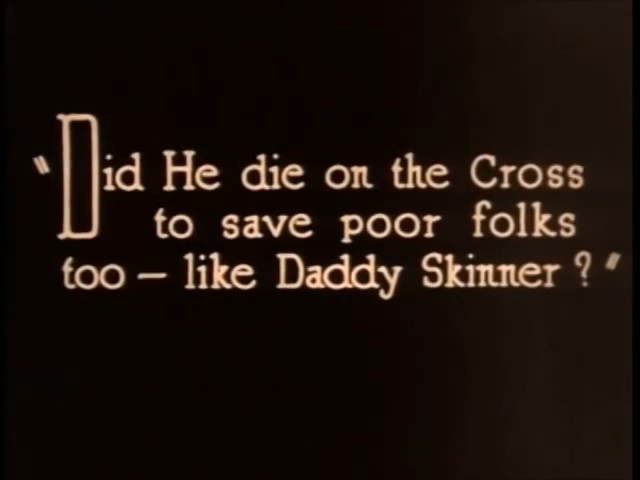 "Did He die on the Cross
to save poor folks
too – like Daddy Skinner ?"